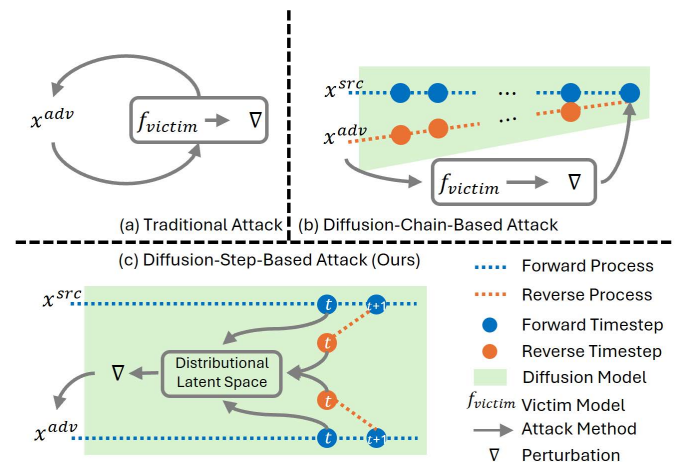 x^adv
f_victim → ∇
(a) Traditional Attack
x^src
...
x^adv
...
f_victim → ∇
(b) Diffusion-Chain-Based Attack
(c) Diffusion-Step-Based Attack (Ours)
x^src
t
t+1
t
∇
Distributional
Latent Space
t
x^adv
t
t+1
Forward Process
Reverse Process
Forward Timestep
Reverse Timestep
Diffusion Model
f_victim Victim Model
Attack Method
∇ Perturbation